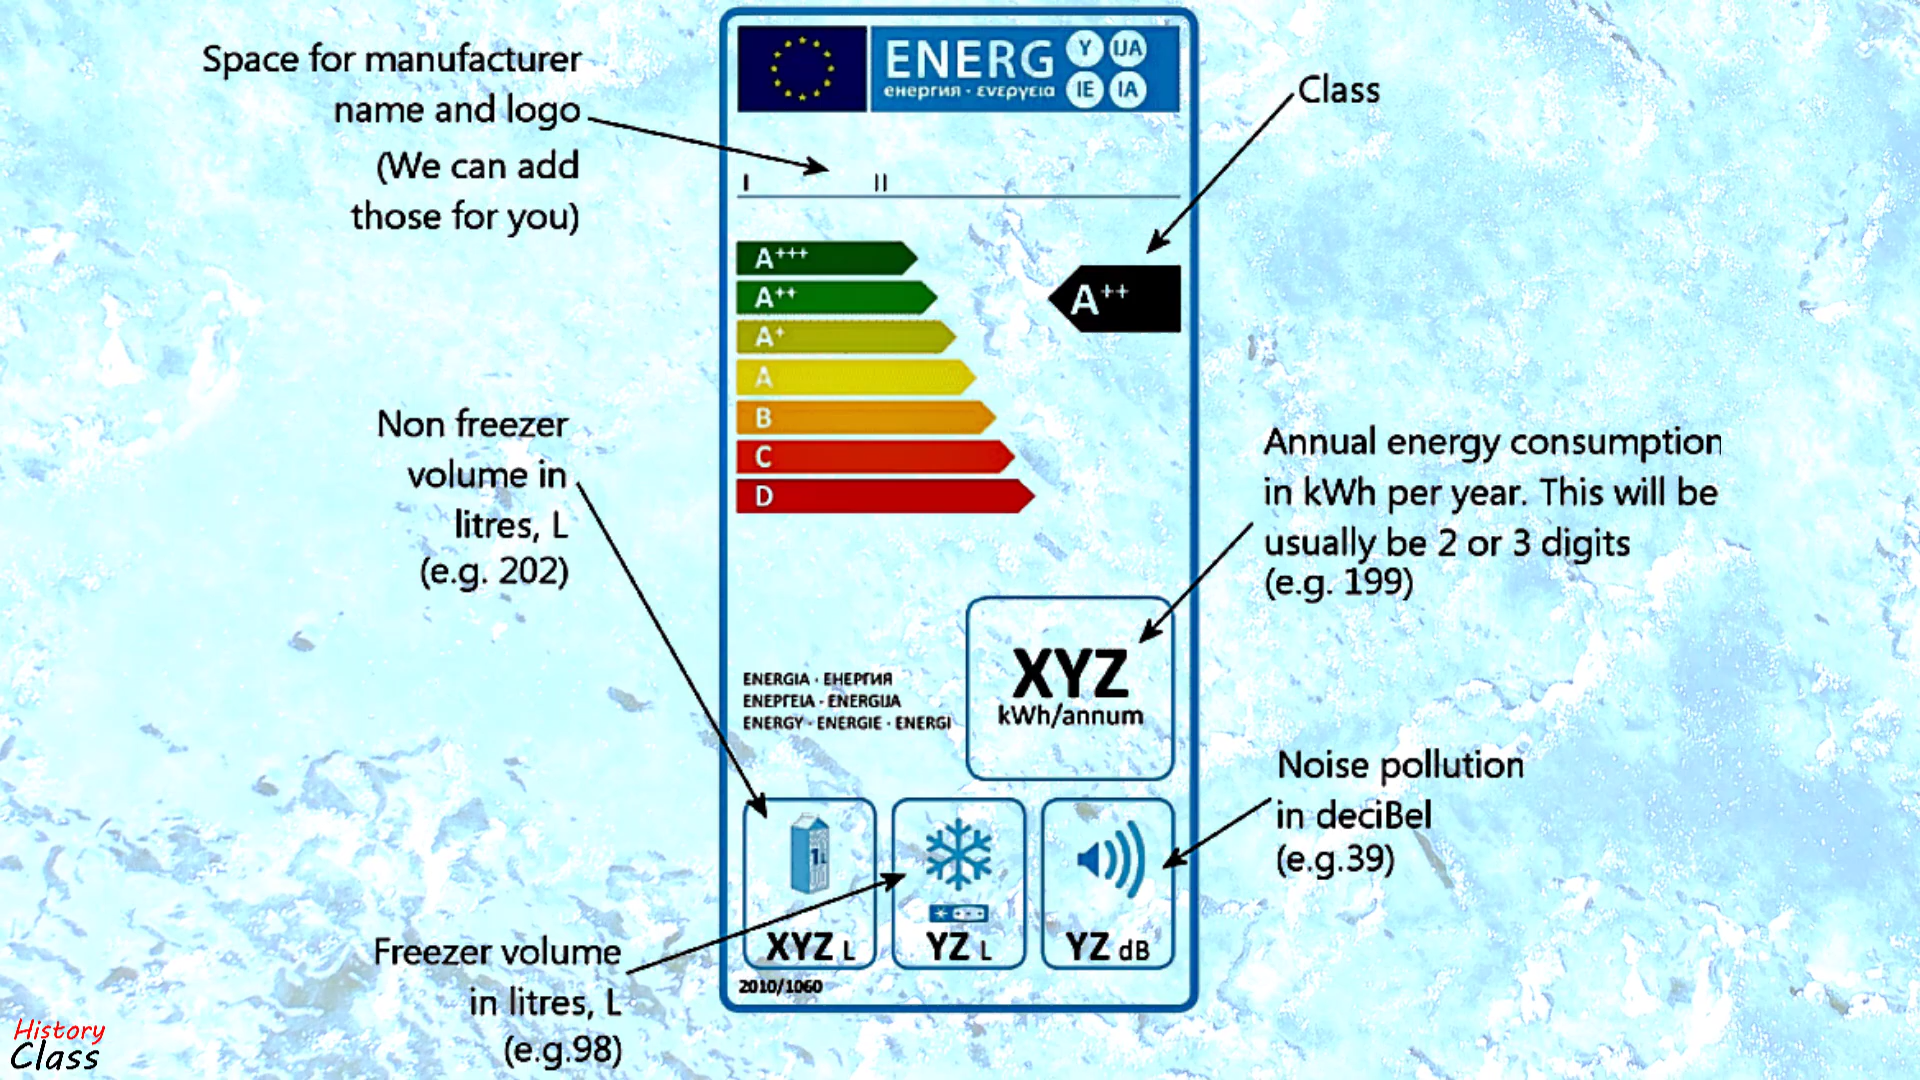 Space for manufacturer
name and logo
(We can add
those for you)
ENERG
енергия · ενεργεια
Y IJA
IE IA
Class
I II
A+++
A++
A+
A
B
C
D
A++
Non freezer
volume in
litres, L
(e.g. 202)
Annual energy consumption
in kWh per year. This will be
usually be 2 or 3 digits
(e.g. 199)
XYZ
kWh/annum
ENERGIA · ЕНЕРГИЯ
ΕΝΕΡΓΕΙΑ · ENERGIJA
ENERGY · ENERGIE · ENERGI
Noise pollution
in deciBel
(e.g.39)
1L
XYZ L
YZ L
YZ dB
2010/1060
Freezer volume
in litres, L
(e.g.98)
History
Class